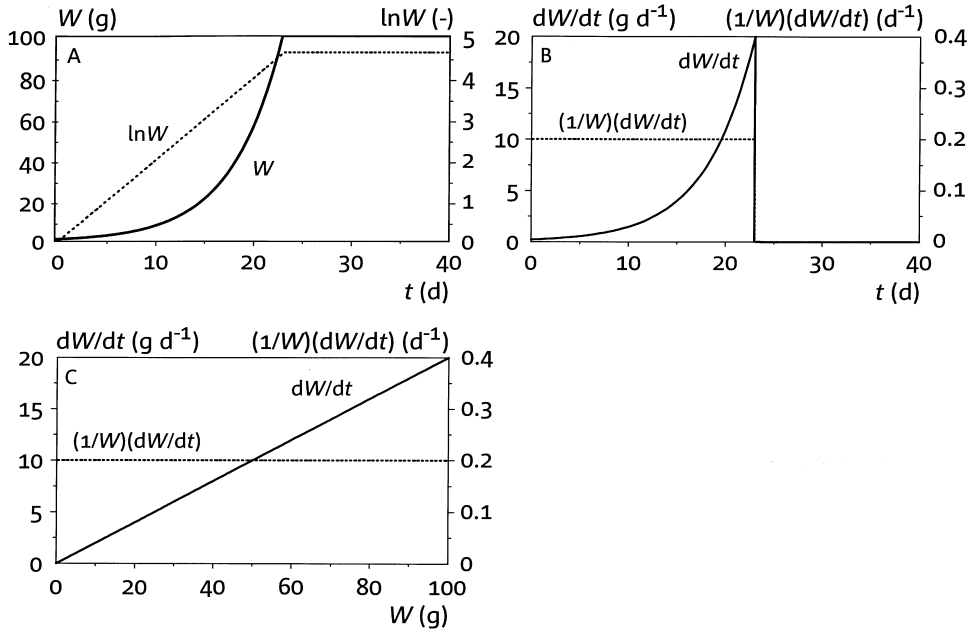 W (g) lnW (-)
A
100
80
60
40
20
0
lnW
W
5
4
3
2
1
0
0 10 20 30 40
t (d)
dW/dt (g d-1) (1/W)(dW/dt) (d-1)
B
20
15
10
5
0
dW/dt
(1/W)(dW/dt)
0.4
0.3
0.2
0.1
0
0 10 20 30 40
t (d)
dW/dt (g d-1) (1/W)(dW/dt) (d-1)
C
20
15
10
5
0
dW/dt
(1/W)(dW/dt)
0.4
0.3
0.2
0.1
0
0 20 40 60 80 100
W (g)